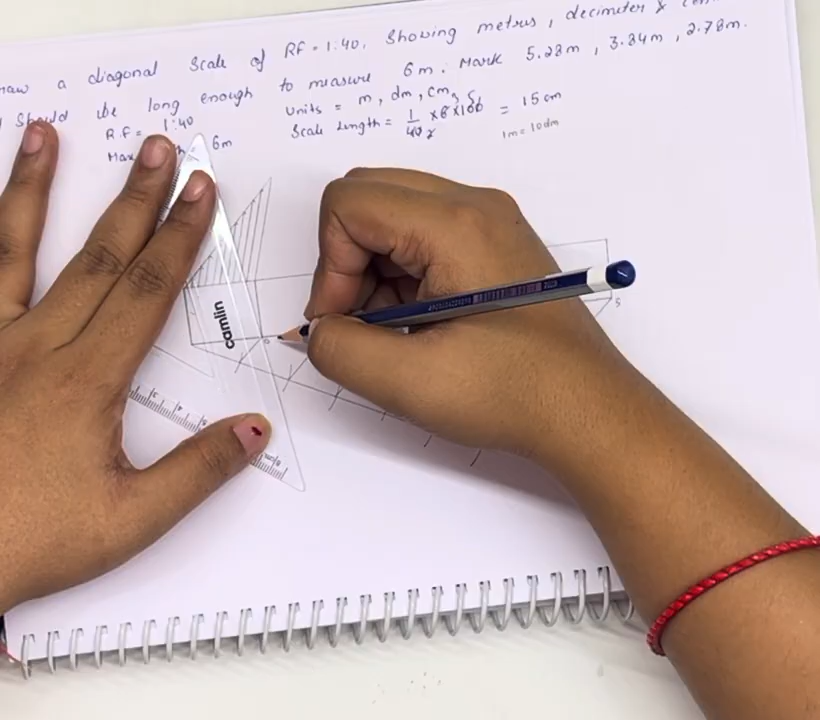 a diagonal scale of RF = 1:40, showing metres, decimeter &
should be long enough to measure 6m. Mark 5.28m, 3.34m, 2.78m.
R.F = 1:40
Units = m, dm, cm
Scale Length = 1/40 × 6 × 100 = 15 cm
6m
1m = 10dm
camlin
0
5